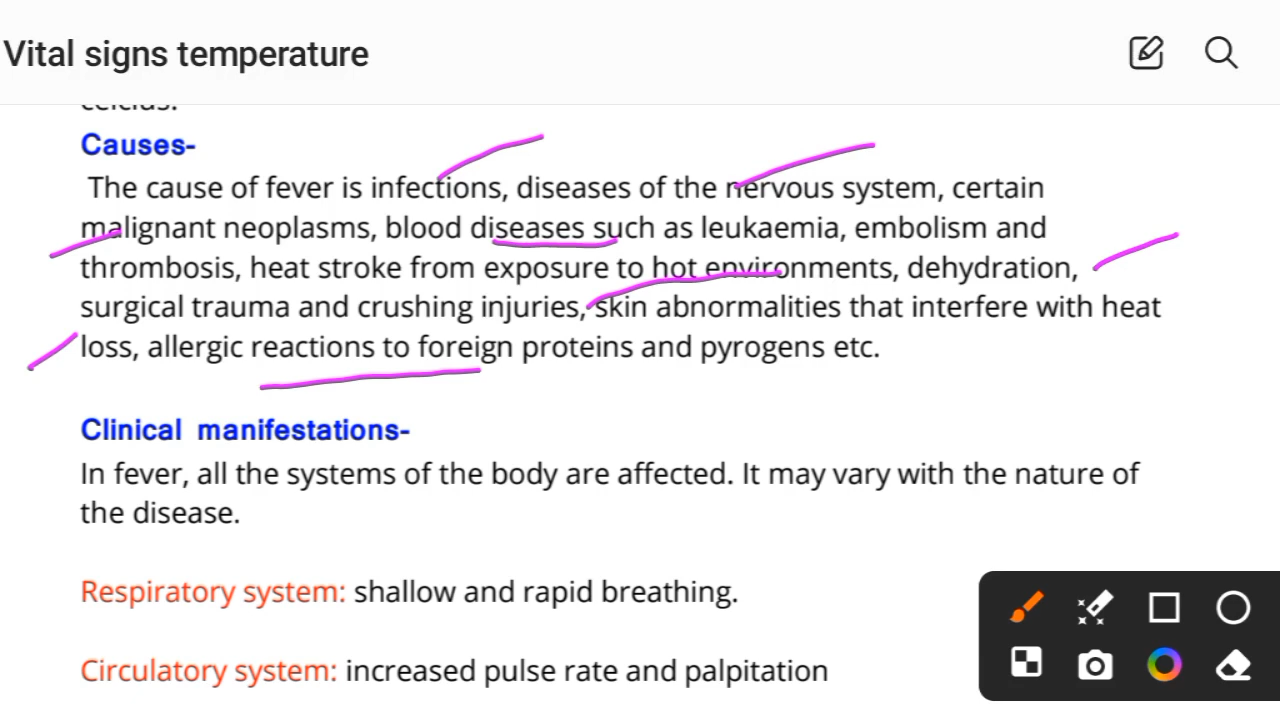 Vital signs temperature
celcius.
Causes-
The cause of fever is infections, diseases of the nervous system, certain
malignant neoplasms, blood diseases such as leukaemia, embolism and
thrombosis, heat stroke from exposure to hot environments, dehydration,
surgical trauma and crushing injuries, skin abnormalities that interfere with heat
loss, allergic reactions to foreign proteins and pyrogens etc.
Clinical manifestations-
In fever, all the systems of the body are affected. It may vary with the nature of
the disease.
Respiratory system: shallow and rapid breathing.
Circulatory system: increased pulse rate and palpitation